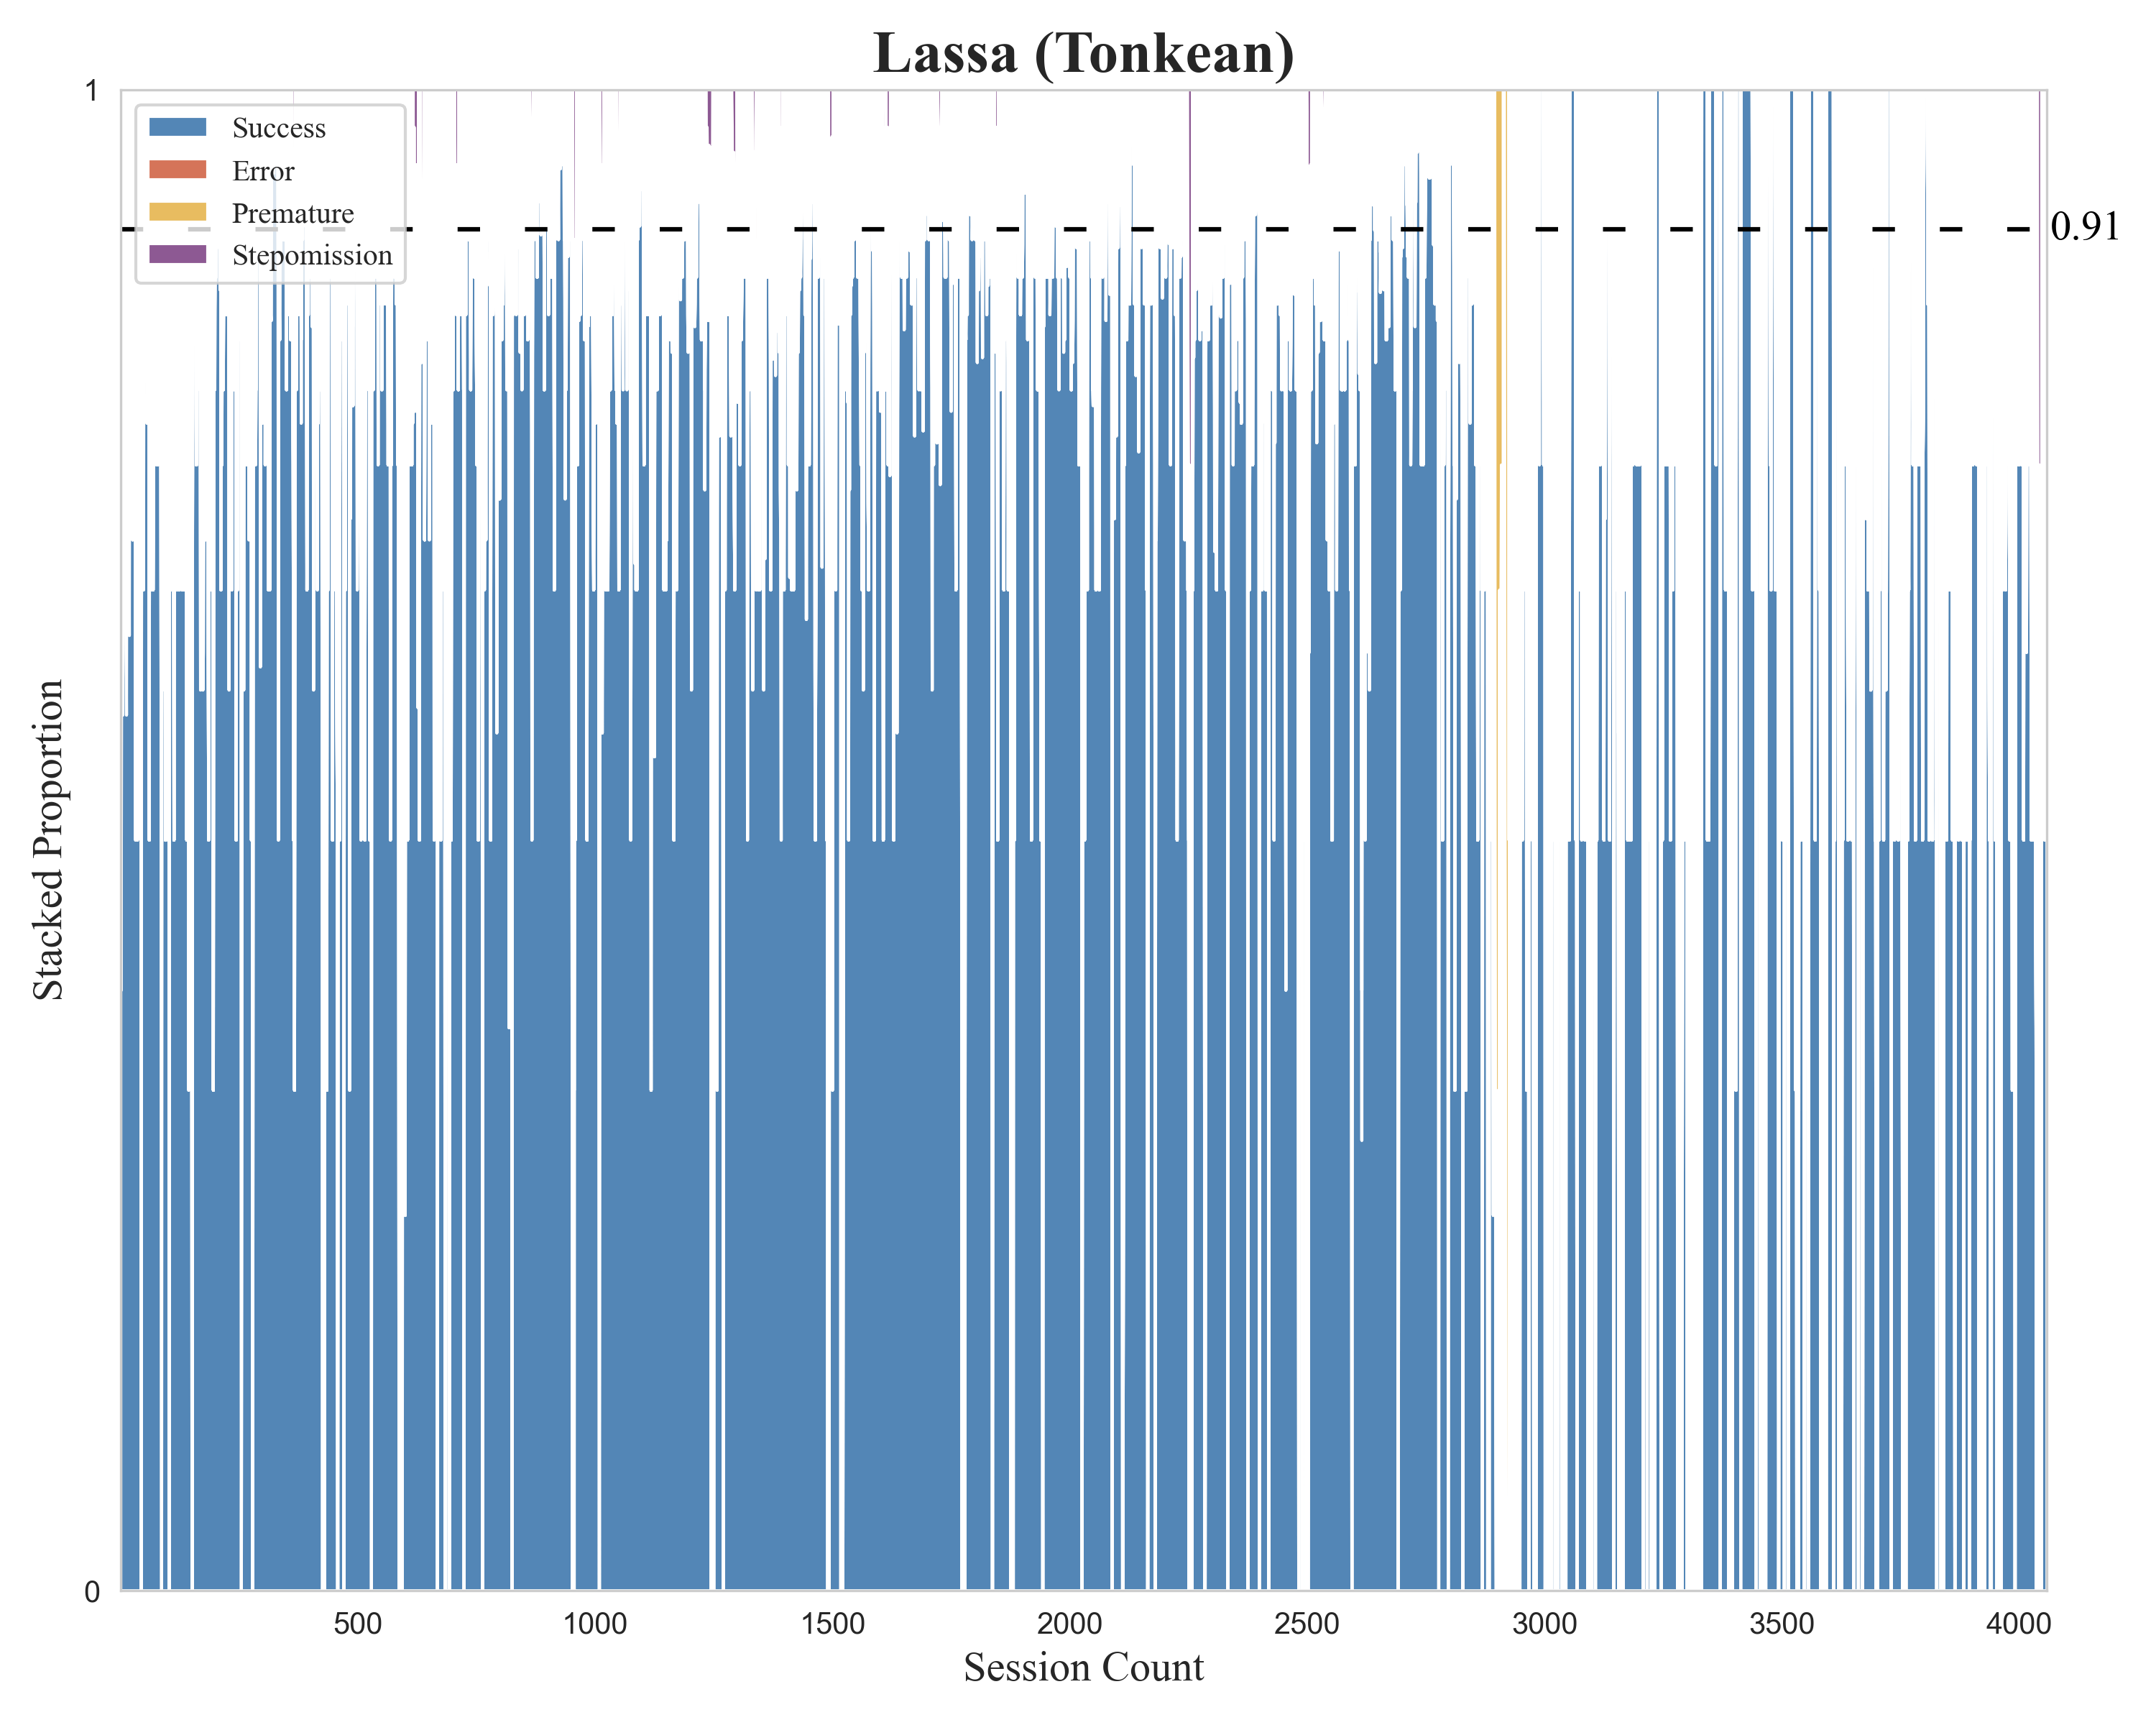 Lassa (Tonkean)
1
Success
Error
Premature
Stepomission
0.91
Stacked Proportion
0
500 1000 1500 2000 2500 3000 3500 4000
Session Count